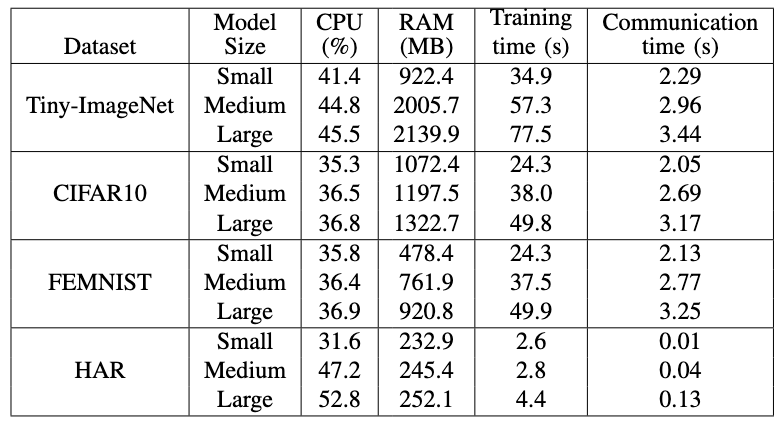 Dataset Model Size CPU (%) RAM (MB) Training time (s) Communication time (s)
Tiny-ImageNet Small 41.4 922.4 34.9 2.29
Medium 44.8 2005.7 57.3 2.96
Large 45.5 2139.9 77.5 3.44
CIFAR10 Small 35.3 1072.4 24.3 2.05
Medium 36.5 1197.5 38.0 2.69
Large 36.8 1322.7 49.8 3.17
FEMNIST Small 35.8 478.4 24.3 2.13
Medium 36.4 761.9 37.5 2.77
Large 36.9 920.8 49.9 3.25
HAR Small 31.6 232.9 2.6 0.01
Medium 47.2 245.4 2.8 0.04
Large 52.8 252.1 4.4 0.13